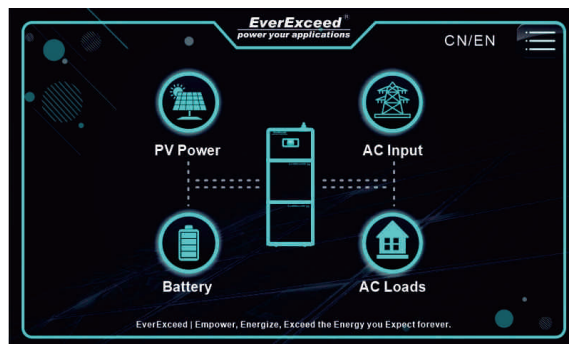 EverExceed®
power your applications
CN/EN
PV Power
AC Input
Battery
AC Loads
EverExceed | Empower, Energize, Exceed the Energy you Expect forever.